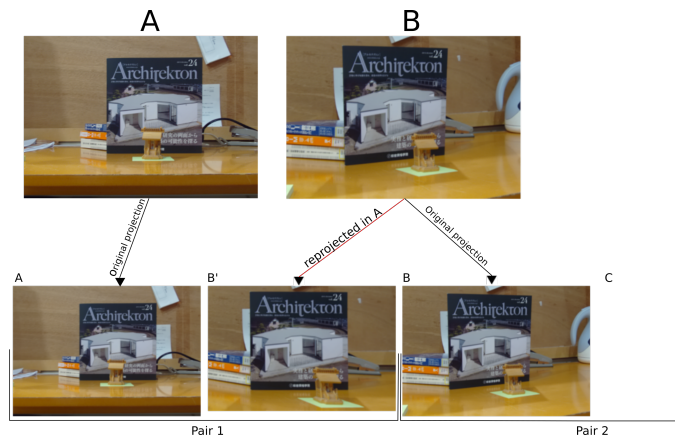 A
B
24
Architekton
24
Architekton
Original projection
reprojected in A
Original projection
A
B'
B
C
24
Architekton
24
Architekton
24
Architekton
Pair 1
Pair 2